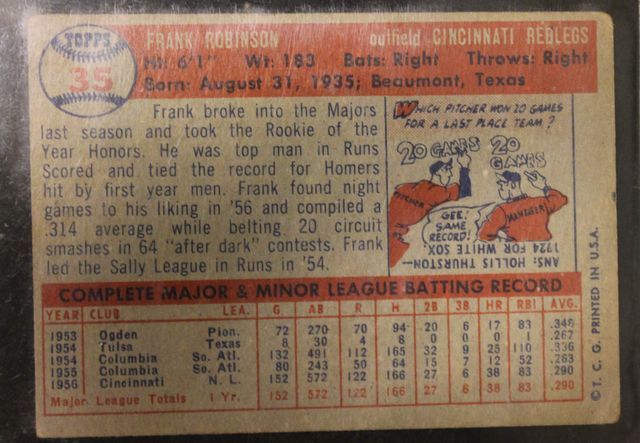 TOPPS
35
FRANK ROBINSON outfield CINCINNATI REDLEGS
Ht: 6'1" Wt: 183 Bats: Right Throws: Right
Born: August 31, 1935; Beaumont, Texas
Frank broke into the Majors
last season and took the Rookie of the
Year Honors. He was top man in Runs
Scored and tied the record for Homers
hit by first year men. Frank found night
games to his liking in '56 and compiled a
.314 average while belting 20 circuit
smashes in 64 "after dark" contests. Frank
led the Sally League in Runs in '54.
WHICH PITCHER WON 20 GAMES
FOR A LAST PLACE TEAM?
20 GAMES
20 GAMES
PITCHER
MANAGER
GEE!
SAME
RECORD!
ANS: HOLLIS THURSTON—
1923 FOR WHITE SOX.
COMPLETE MAJOR & MINOR LEAGUE BATTING RECORD
YEAR CLUB LEA. G AB R H 2B 3B HR RBI AVG.
1953 Ogden Pion. 72 270 70 94 20 6 17 83 .348
1954 Tulsa Texas 8 30 4 8 0 1 .267
1954 Columbia So. Atl. 132 491 112 165 32 9 25 110 .336
1955 Columbia So. Atl. 80 243 50 64 15 7 12 52 .263
1956 Cincinnati N. L. 152 572 122 166 27 6 38 83 .290
Major League Totals 1 Yr. 152 572 122 166 27 6 38 83 .290
© T. C. G. PRINTED IN U.S.A.